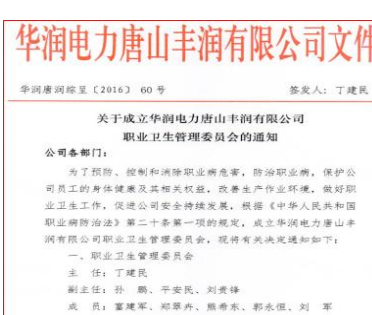 华润电力唐山丰润有限公司文件
华润唐润综呈〔2016〕60号 签发人：丁建民
关于成立华润电力唐山丰润有限公司
职业卫生管理委员会的通知
公司各部门：
为了预防、控制和消除职业病危害，防治职业病，保护公
司员工的身体健康及其相关权益，改善生产作业环境，做好职
业卫生工作，促进公司安全持续发展，根据《中华人民共和国
职业病防治法》第二十条第一项的规定，成立华润电力唐山丰
润有限公司职业卫生管理委员会，现将有关决定通知如下：
一、职业卫生管理委员会
主 任：丁建民
副主任：孙 鹏、平安民、刘贵锋
成 员：富建军、郑翠卉、熊希东、郭永恒、刘 军